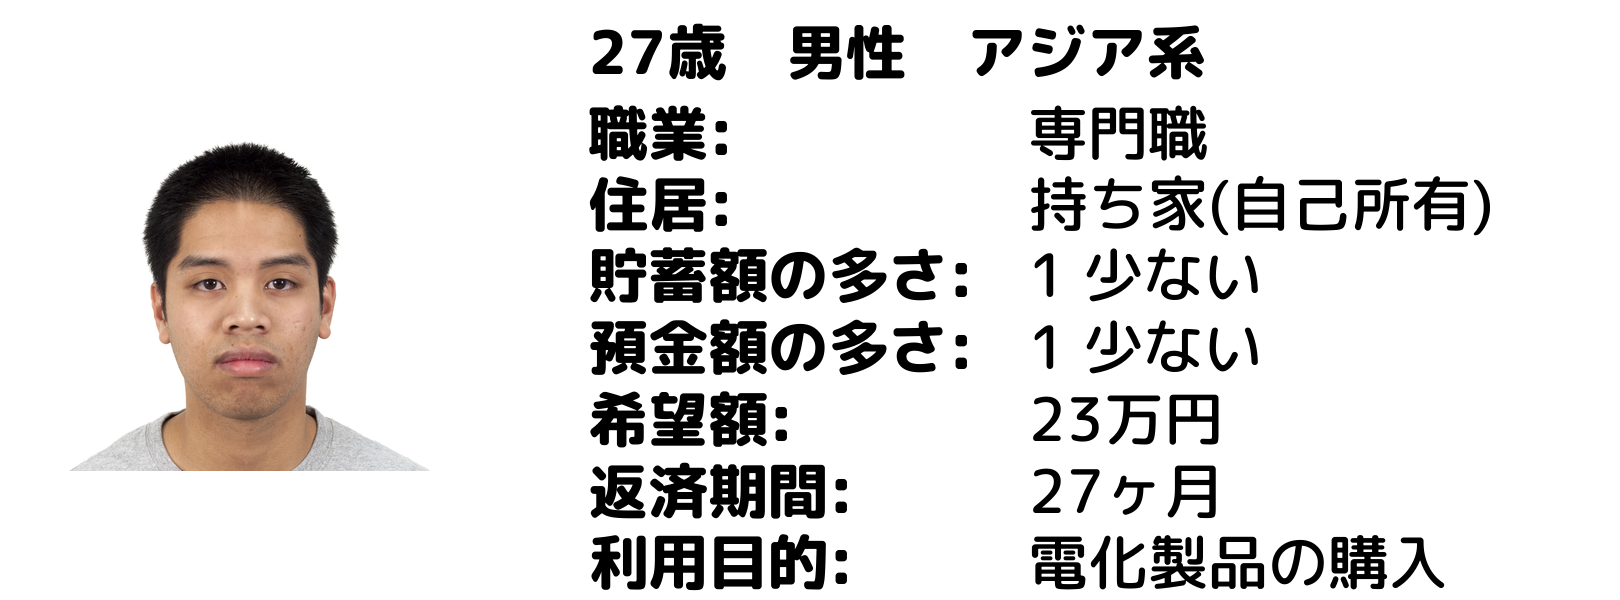 27歳　男性　アジア系
職業: 専門職
住居: 持ち家(自己所有)
貯蓄額の多さ: 1 少ない
預金額の多さ: 1 少ない
希望額: 23万円
返済期間: 27ヶ月
利用目的: 電化製品の購入